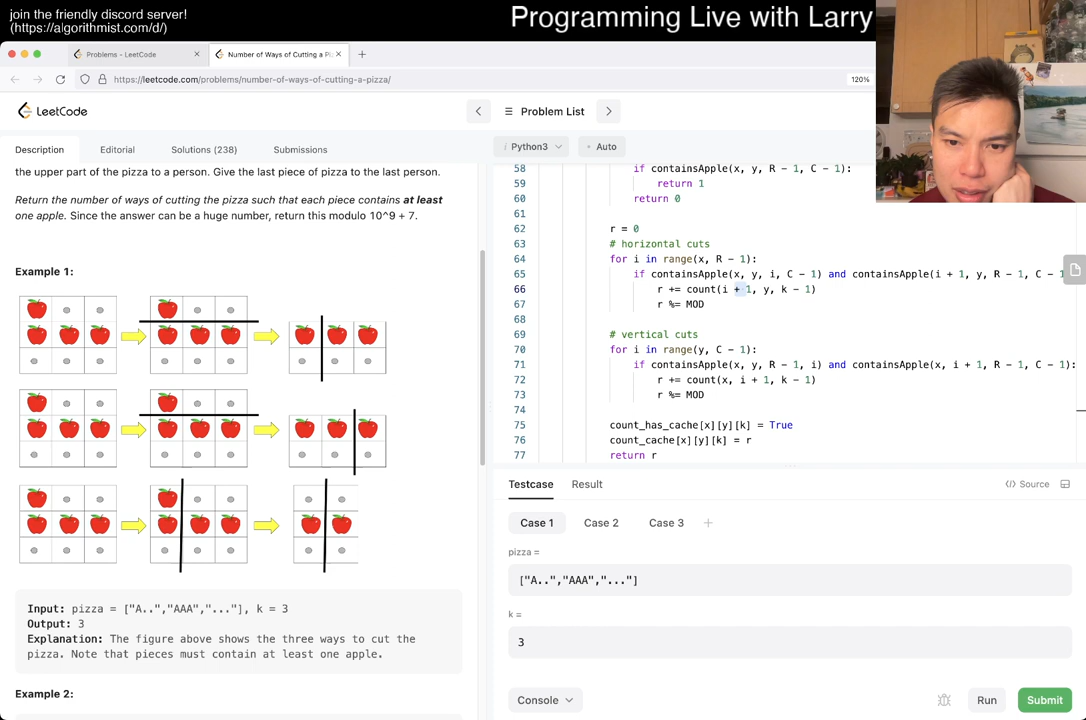 join the friendly discord server!
(https://algorithmist.com/d/)
Programming Live with Larry
Problems - LeetCode
Number of Ways of Cutting a Pi
https://leetcode.com/problems/number-of-ways-of-cutting-a-pizza/
120%
LeetCode
Problem List
Description
Editorial
Solutions (238)
Submissions
the upper part of the pizza to a person. Give the last piece of pizza to the last person.
Return the number of ways of cutting the pizza such that each piece contains at least
one apple. Since the answer can be a huge number, return this modulo 10^9 + 7.
Example 1:
Input: pizza = ["A..","AAA","..."], k = 3
Output: 3
Explanation: The figure above shows the three ways to cut the
pizza. Note that pieces must contain at least one apple.
Example 2:
i Python3
• Auto
58 if containsApple(x, y, R - 1, C - 1):
59 return 1
60 return 0
61
62 r = 0
63 # horizontal cuts
64 for i in range(x, R - 1):
65 if containsApple(x, y, i, C - 1) and containsApple(i + 1, y, R - 1, C - 1
66 r += count(i + 1, y, k - 1)
67 r %= MOD
68
69 # vertical cuts
70 for i in range(y, C - 1):
71 if containsApple(x, y, R - 1, i) and containsApple(x, i + 1, R - 1, C - 1):
72 r += count(x, i + 1, k - 1)
73 r %= MOD
74
75 count_has_cache[x][y][k] = True
76 count_cache[x][y][k] = r
77 return r
Testcase
Result
</> Source
Case 1
Case 2
Case 3
+
pizza =
["A..","AAA","..."]
k =
3
Console
Run
Submit